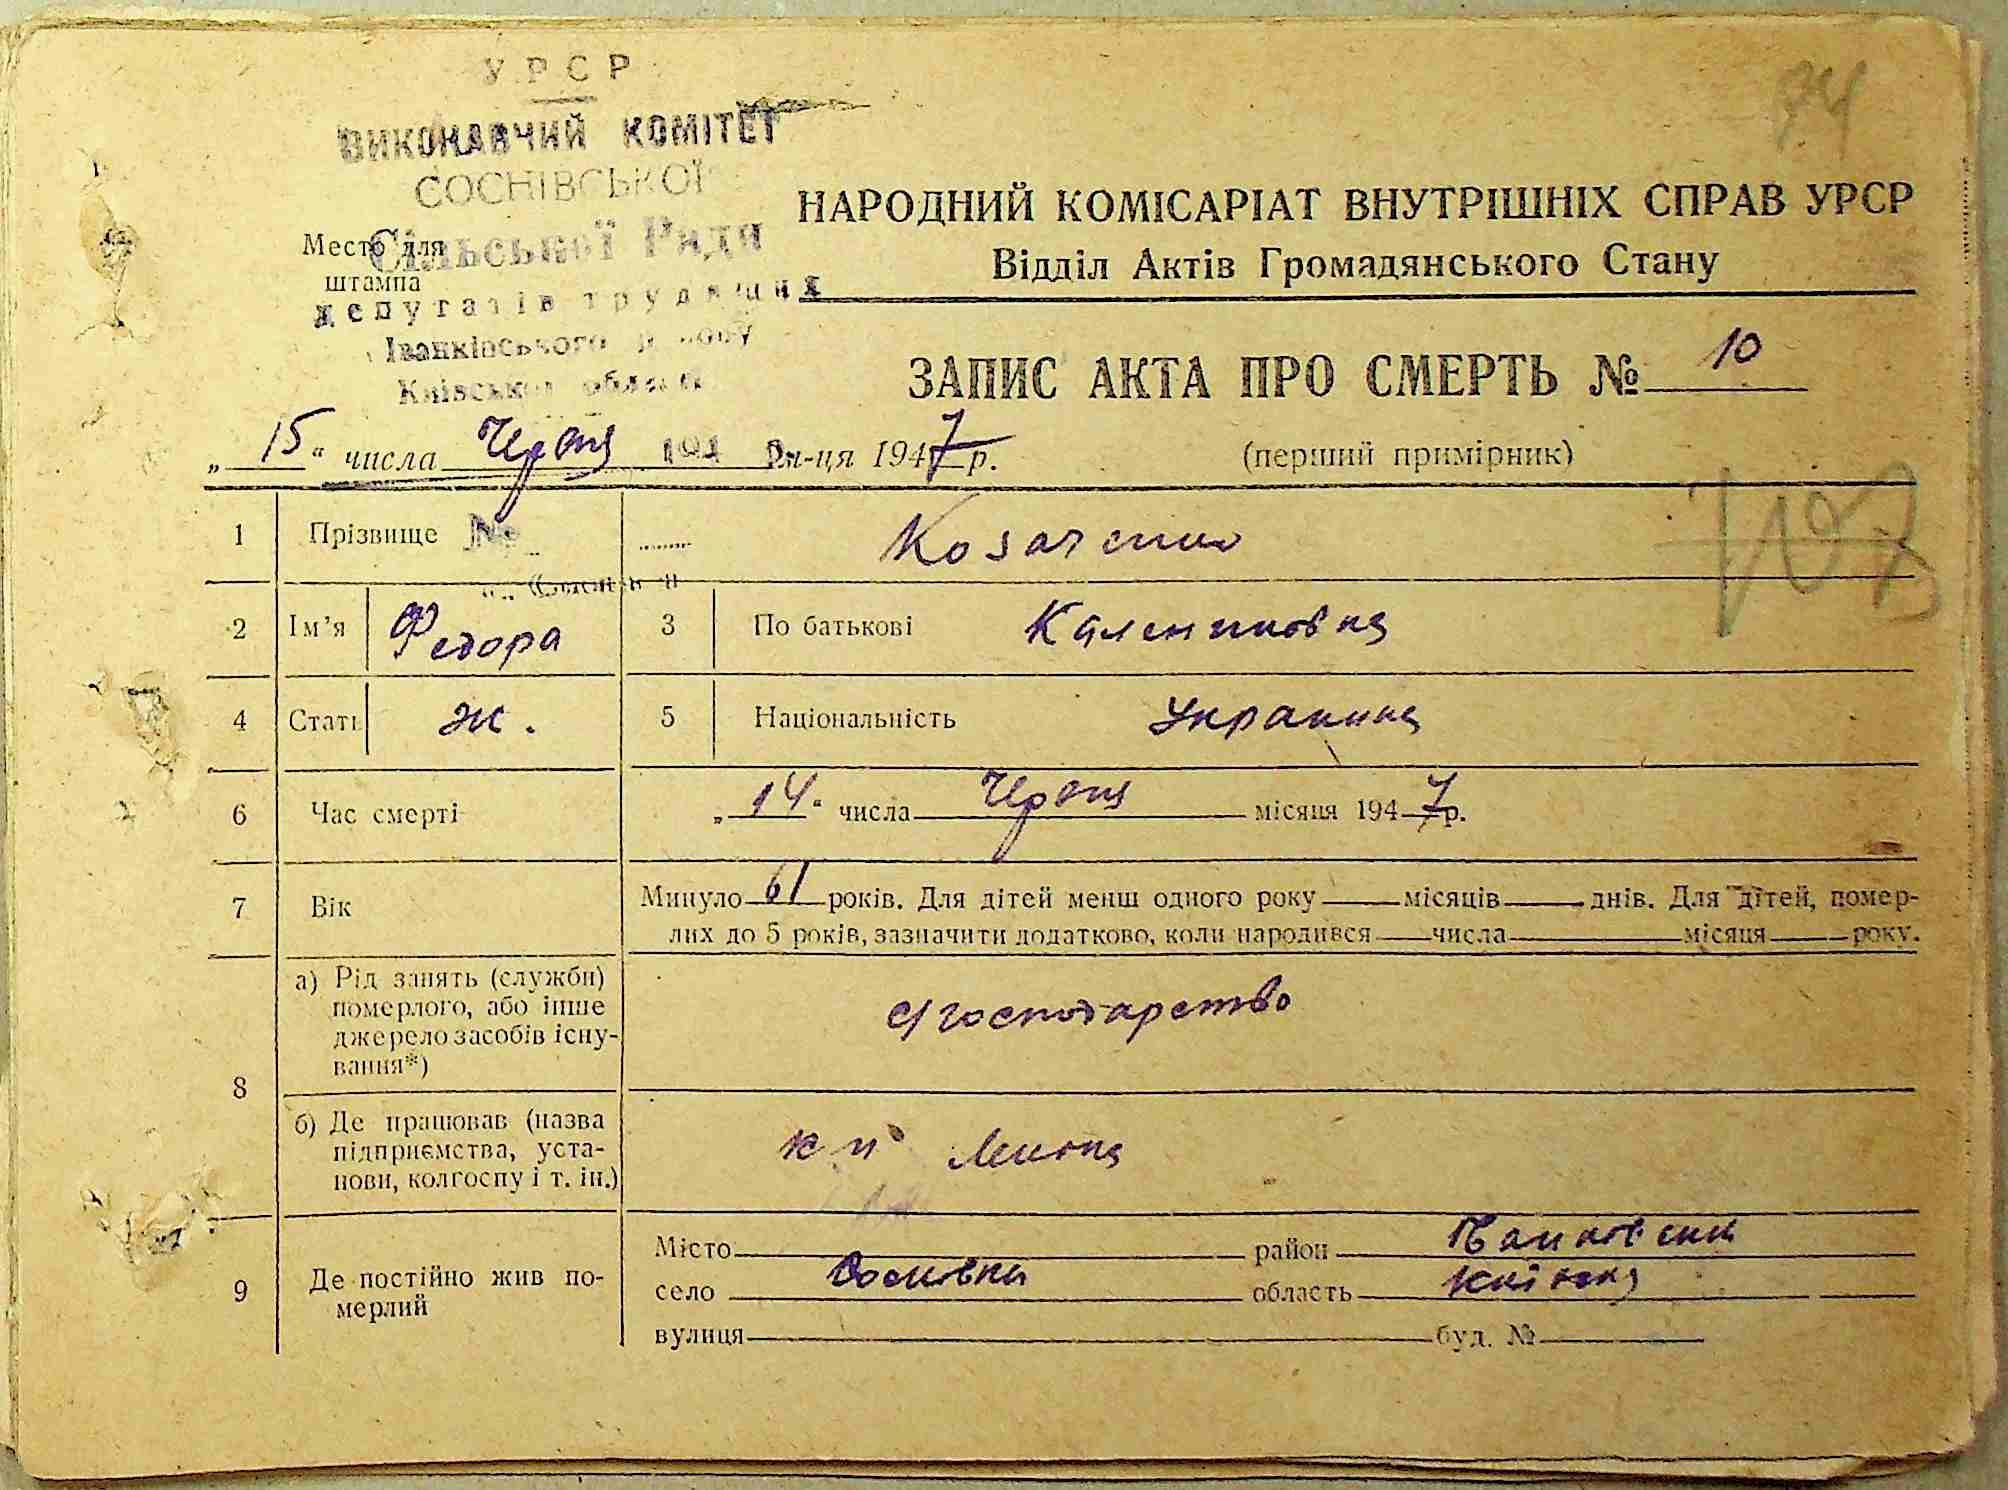 74
УРСР
ВИКОНАВЧИЙ КОМІТЕТ
СОСНІВСЬКОЇ
Сільської Ради
депутатів трудящих
Іванківського району
Київської області
Место для
штампа
НАРОДНИЙ КОМІСАРІАТ ВНУТРІШНІХ СПРАВ УРСР
Відділ Актів Громадянського Стану
ЗАПИС АКТА ПРО СМЕРТЬ № 10
„15“ числа Червня м-ця 1947 р.
(перший примірник)
1 Прізвище № Козаченко
2 Ім’я Федора 3 По батькові Калениковна
4 Стать ж. 5 Національність Украинка
6 Час смерті „14“ числа Червня місяця 1947 р.
7 Вік Минуло 61 років. Для дітей менш одного року місяців днів. Для дітей, помер-
лих до 5 років, зазначити додатково, коли народився числа місяця року.
8 а) Рід занять (служби)
померлого, або інше
джерело засобів існу-
вання*)
с/господарство
б) Де працював (назва
підприємства, уста-
нови, колгоспу і т. ін.)
Леніна
9 Де постійно жив по-
мерлий
Місто район
село Соснівка область Київска
вулиця буд. №